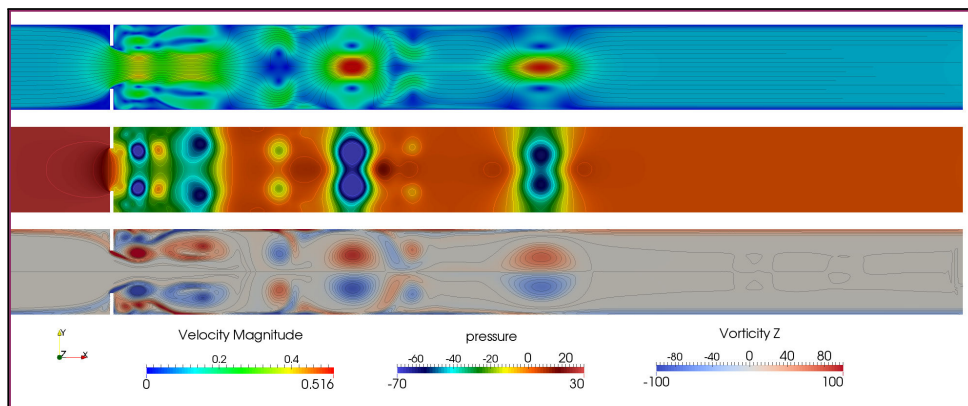 Velocity Magnitude
0.2 0.4
0 0.516
pressure
-60 -40 -20 0 20
-70 30
Vorticity Z
-80 -40 0 40 80
-100 100
Y
Z X